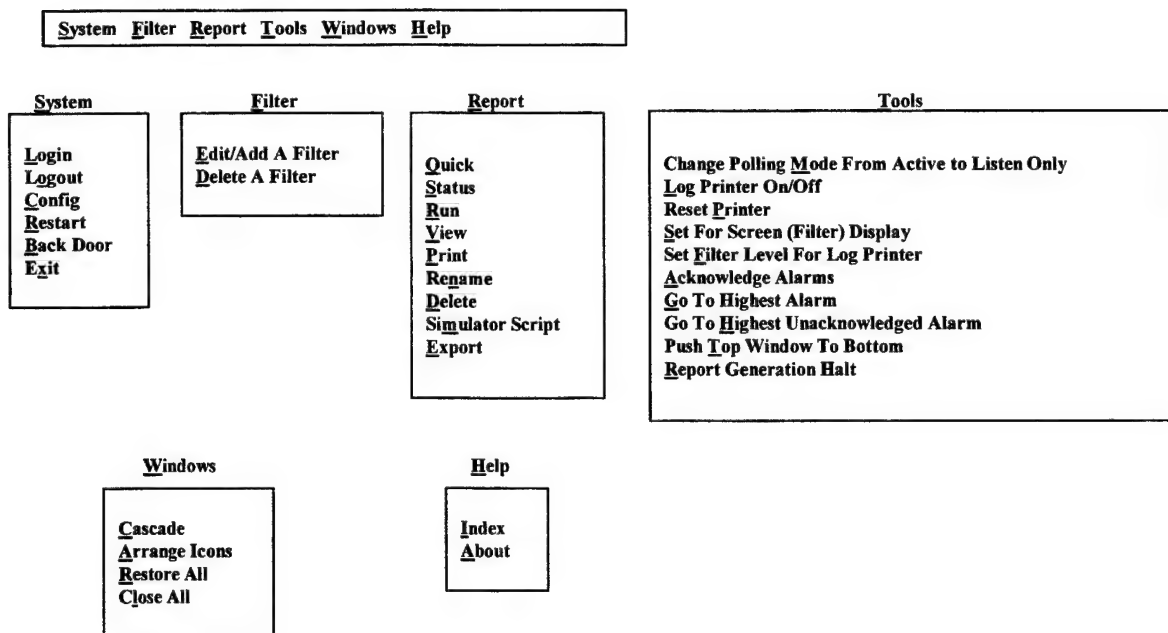 System Filter Report Tools Windows Help
System
Login
Logout
Config
Restart
Back Door
Exit
Filter
Edit/Add A Filter
Delete A Filter
Report
Quick
Status
Run
View
Print
Rename
Delete
Simulator Script
Export
Tools
Change Polling Mode From Active to Listen Only
Log Printer On/Off
Reset Printer
Set For Screen (Filter) Display
Set Filter Level For Log Printer
Acknowledge Alarms
Go To Highest Alarm
Go To Highest Unacknowledged Alarm
Push Top Window To Bottom
Report Generation Halt
Windows
Cascade
Arrange Icons
Restore All
Close All
Help
Index
About